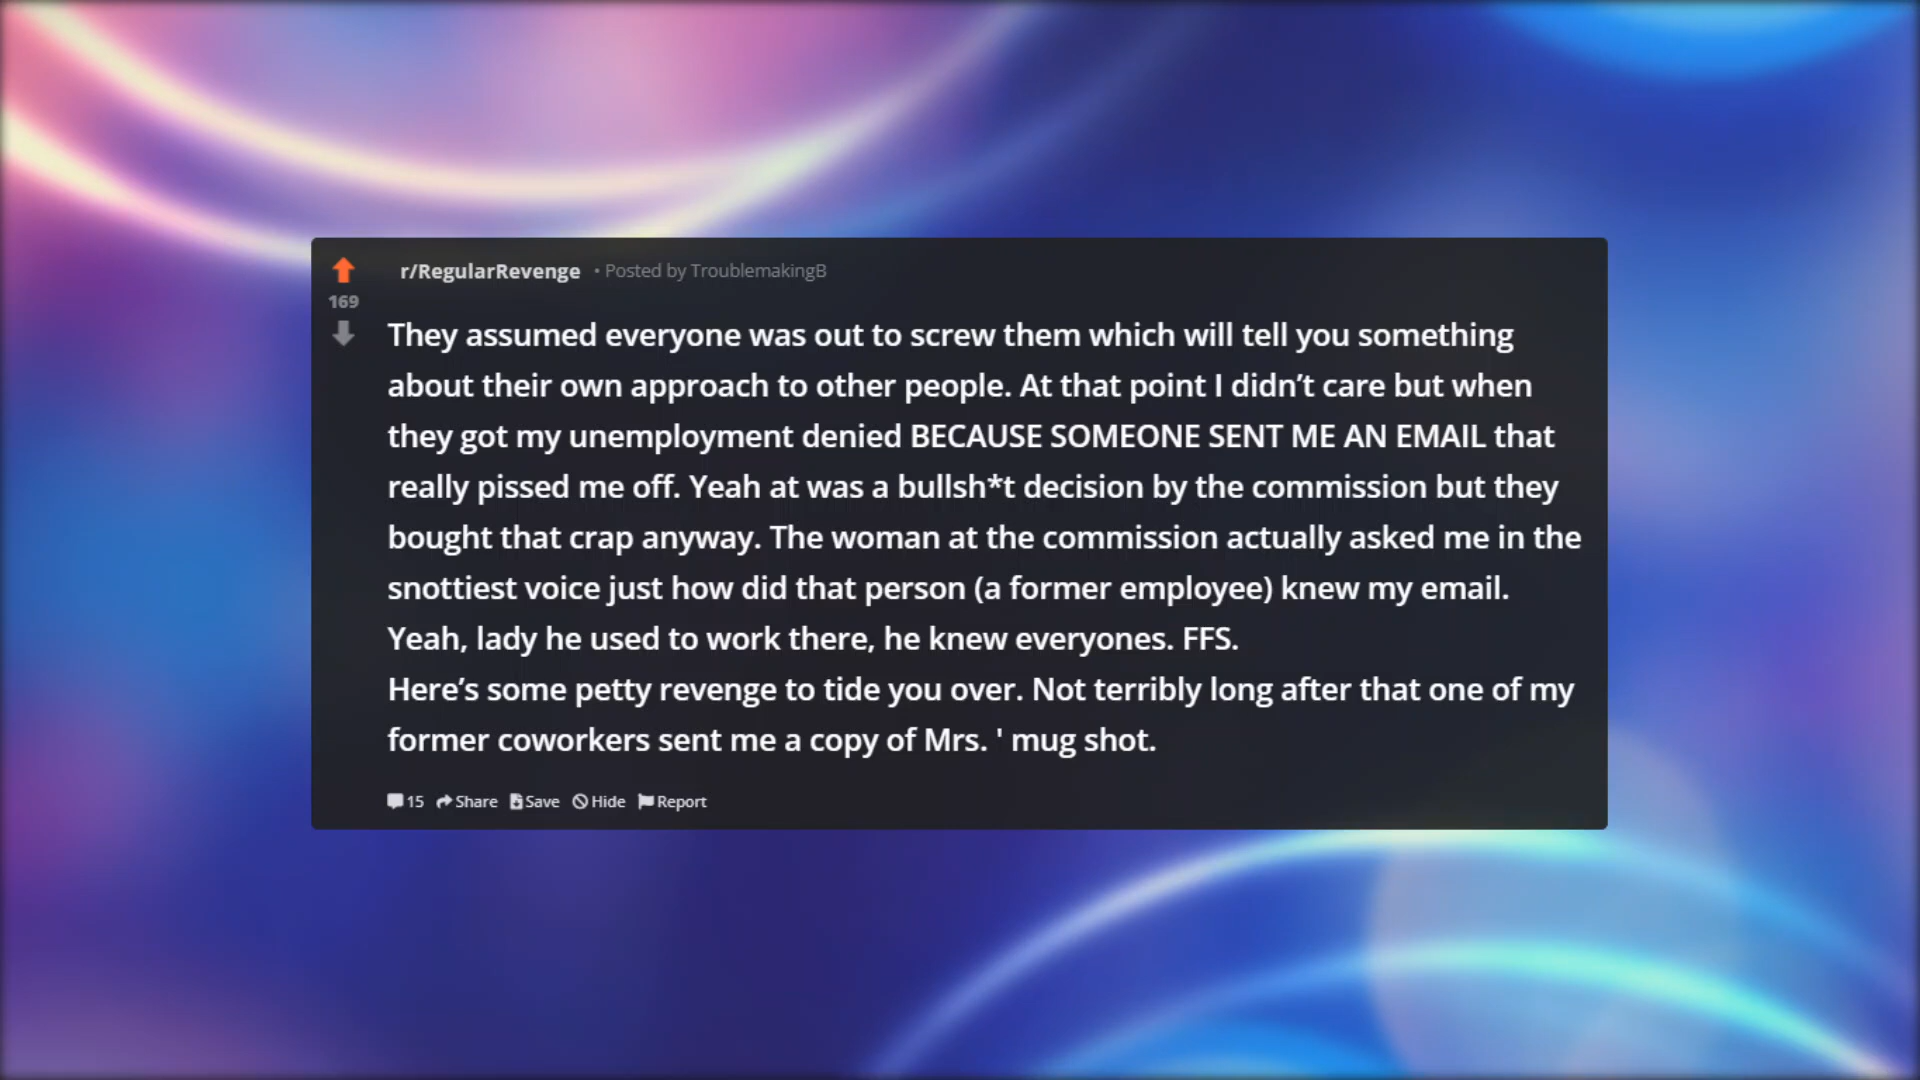 r/RegularRevenge • Posted by TroublemakingB
169
They assumed everyone was out to screw them which will tell you something
about their own approach to other people. At that point I didn’t care but when
they got my unemployment denied BECAUSE SOMEONE SENT ME AN EMAIL that
really pissed me off. Yeah at was a bullsh*t decision by the commission but they
bought that crap anyway. The woman at the commission actually asked me in the
snottiest voice just how did that person (a former employee) knew my email.
Yeah, lady he used to work there, he knew everyones. FFS.
Here’s some petty revenge to tide you over. Not terribly long after that one of my
former coworkers sent me a copy of Mrs. ' mug shot.
15 Share Save Hide Report